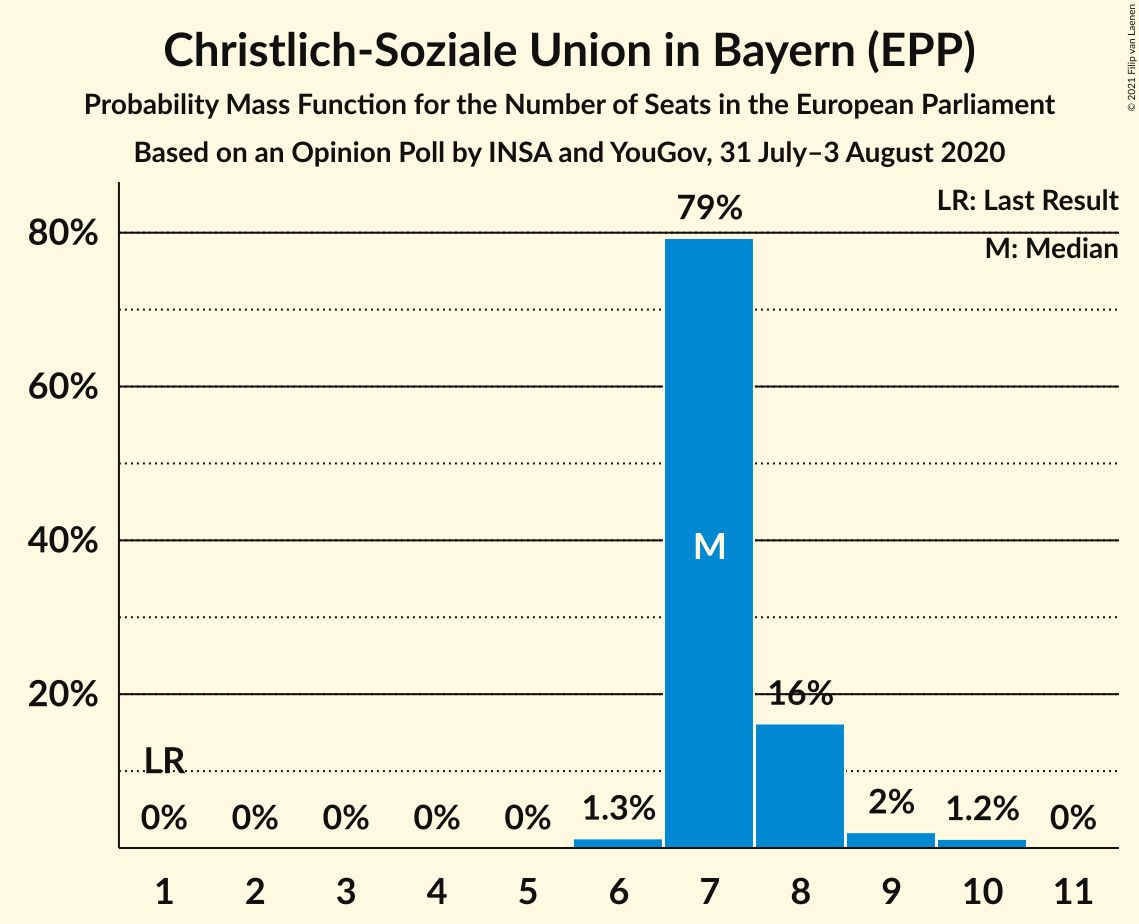 Christlich-Soziale Union in Bayern (EPP)
Probability Mass Function for the Number of Seats in the European Parliament
Based on an Opinion Poll by INSA and YouGov, 31 July–3 August 2020
© 2021 Filip van Laenen
LR: Last Result
M: Median
80%
60%
40%
20%
79%
M
16%
LR
0%
0%
0%
0%
0%
1.3%
2%
1.2%
0%
1 2 3 4 5 6 7 8 9 10 11